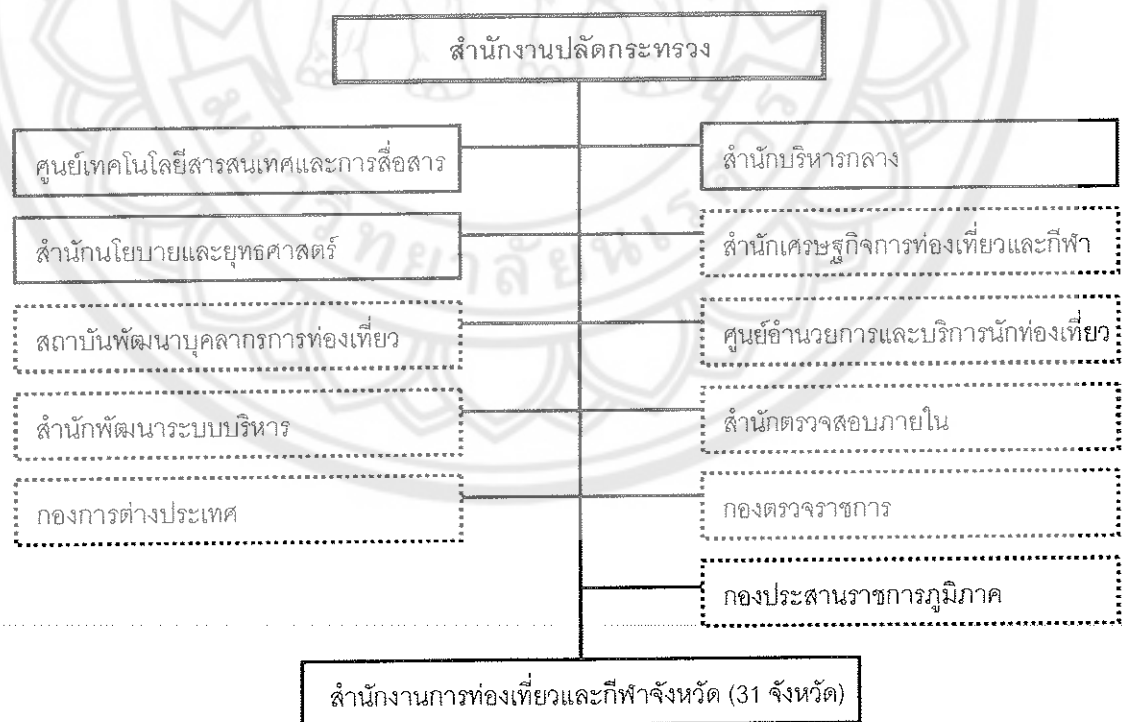 สำนักงานปลัดกระทรวง
ศูนย์เทคโนโลยีสารสนเทศและการสื่อสาร
สำนักบริหารกลาง
สำนักนโยบายและยุทธศาสตร์
สำนักเศรษฐกิจการท่องเที่ยวและกีฬา
สถาบันพัฒนาบุคลากรการท่องเที่ยว
ศูนย์อำนวยการและบริการนักท่องเที่ยว
สำนักพัฒนาระบบบริหาร
สำนักตรวจสอบภายใน
กองการต่างประเทศ
กองตรวจราชการ
กองประสานราชการภูมิภาค
สำนักงานการท่องเที่ยวและกีฬาจังหวัด (31 จังหวัด)